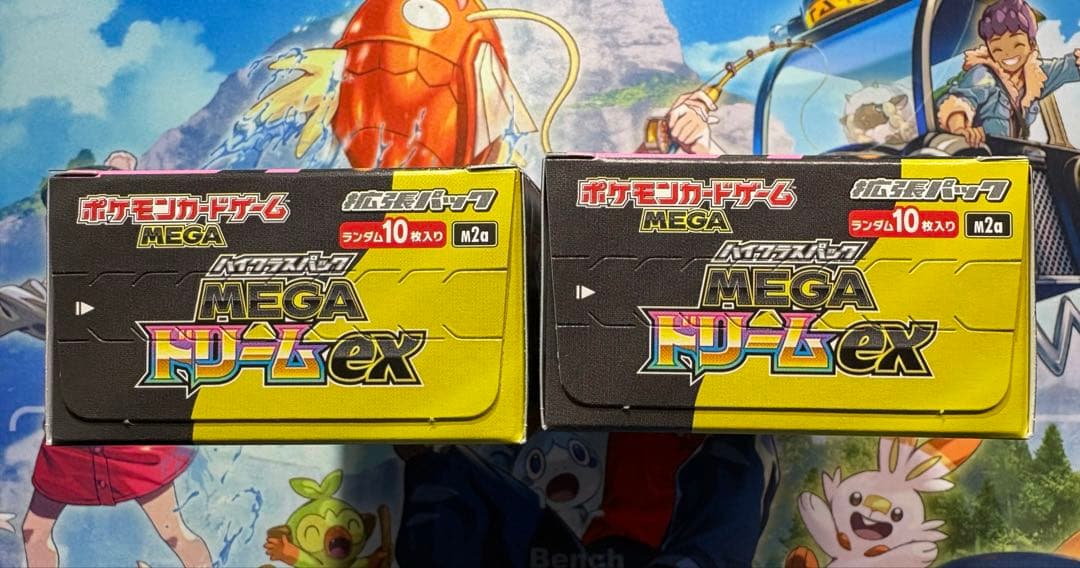 ポケモンカードゲーム
MEGA
拡張パック
ランダム10枚入り
M2a
ハイクラスパック
MEGA
ドリームex
ポケモンカードゲーム
MEGA
拡張パック
ランダム10枚入り
M2a
ハイクラスパック
MEGA
ドリームex
Bench